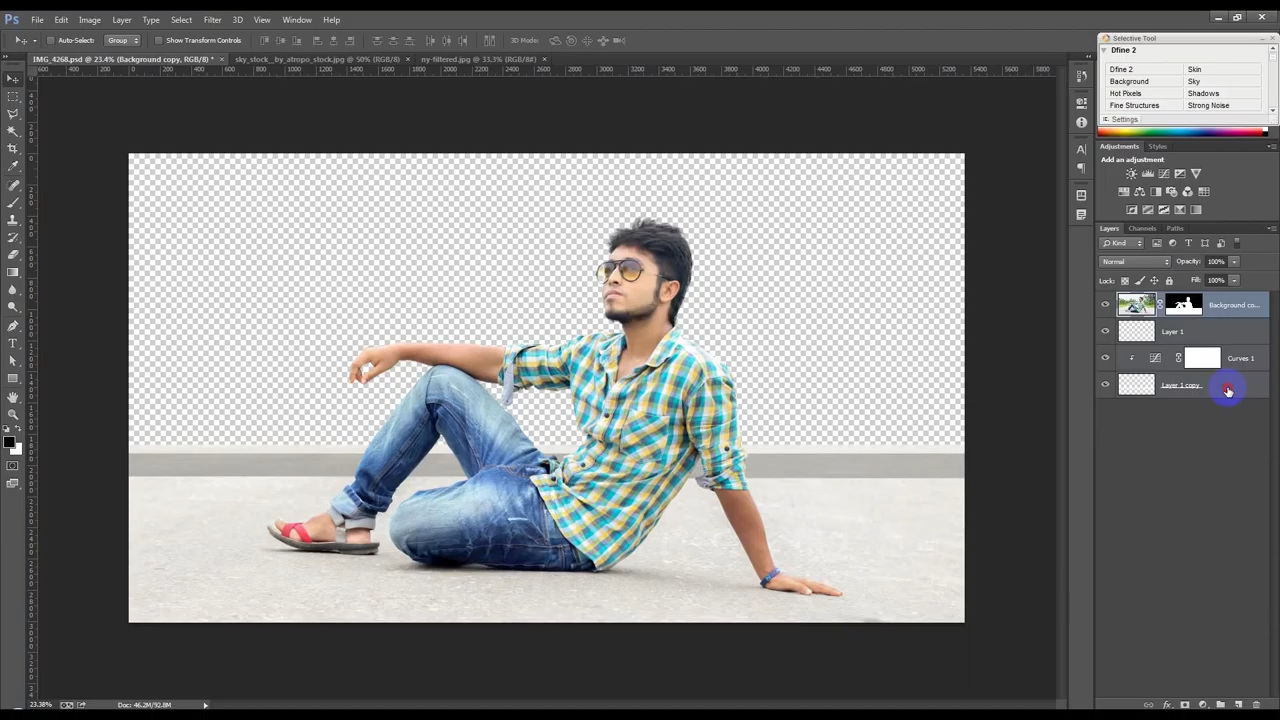 Ps File Edit Image Layer Type Select Filter 3D View Window Help
Auto-Select: Group Show Transform Controls 3D Mode:
IMG_4268.psd @ 23.4% (Background copy, RGB/8) * × sky_stock__by_atropo_stock.jpg @ 50% (RGB/8) × ny-filtered.jpg @ 33.3% (RGB/8#) ×
Selective Tool
Dfine 2
Dfine 2 Skin
Background Sky
Hot Pixels Shadows
Fine Structures Strong Noise
Settings
Adjustments Styles
Add an adjustment
Layers Channels Paths
Kind
Normal Opacity: 100%
Lock: Fill: 100%
Background co...
Layer 1
Curves 1
Layer 1 copy
23.38% Doc: 46.2M/92.8M